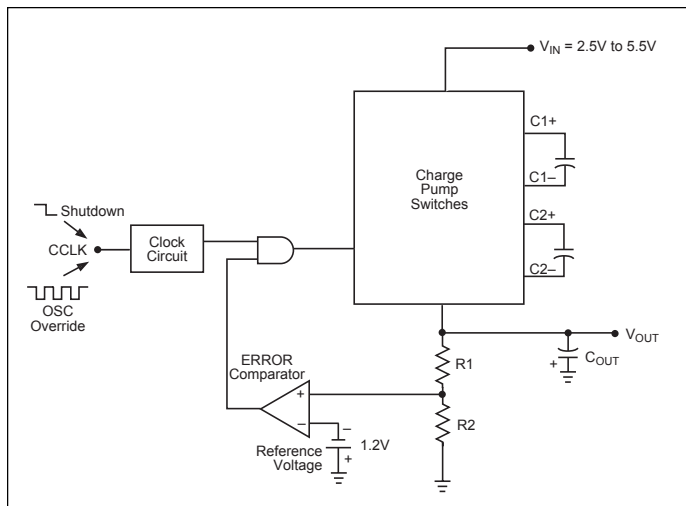 V_IN = 2.5V to 5.5V
C1+
C1–
C2+
C2–
Charge
Pump
Switches
Shutdown
CCLK
Clock
Circuit
OSC
Override
V_OUT
R1
C_OUT
+
ERROR
Comparator
+
–
R2
–
1.2V
+
Reference
Voltage